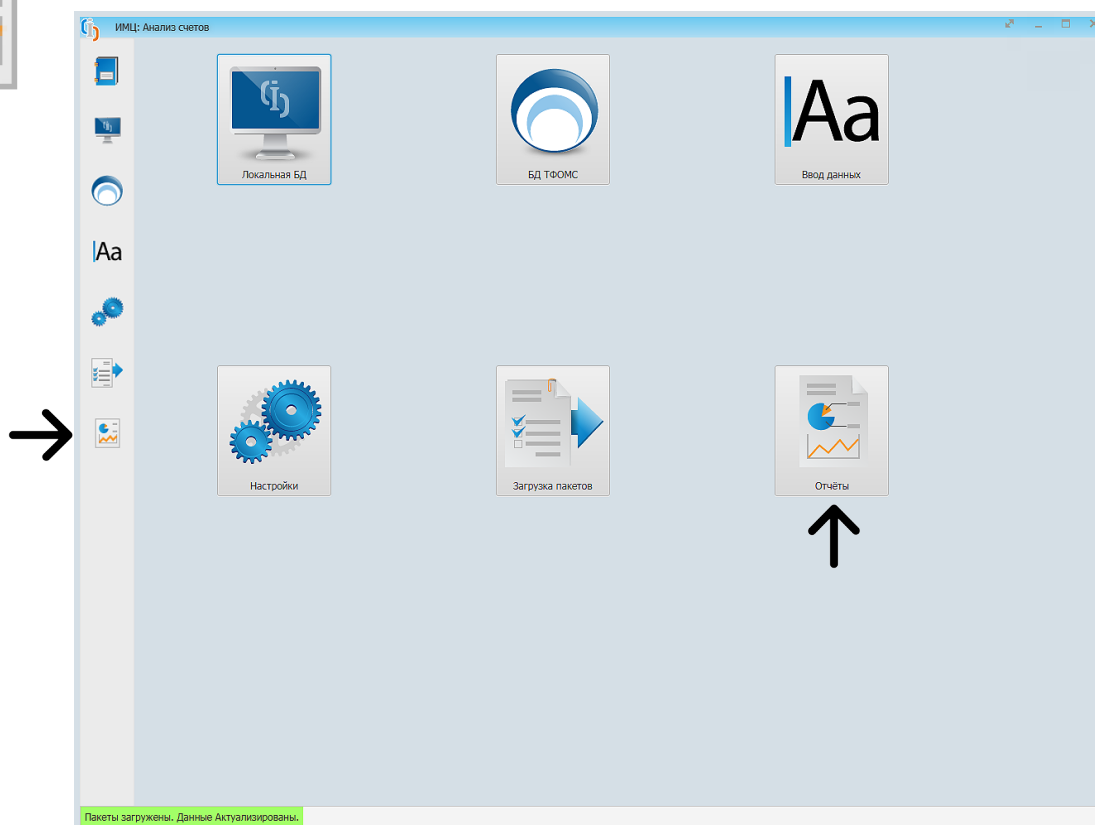 ИМЦ: Анализ счетов
Aa
Локальная БД
БД ТФОМС
Aa
Ввод данных
Настройки
Загрузка пакетов
Отчёты
Пакеты загружены. Данные Актуализированы.